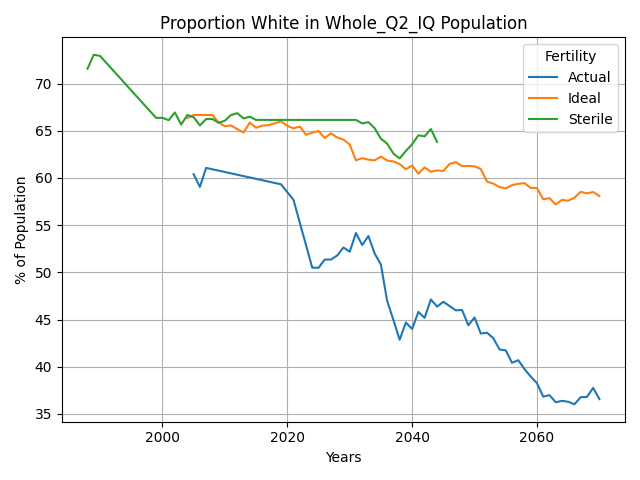 Proportion White in Whole_Q2_IQ Population
Fertility
Actual
Ideal
Sterile
% of Population
70
65
60
55
50
45
40
35
2000
2020
2040
2060
Years